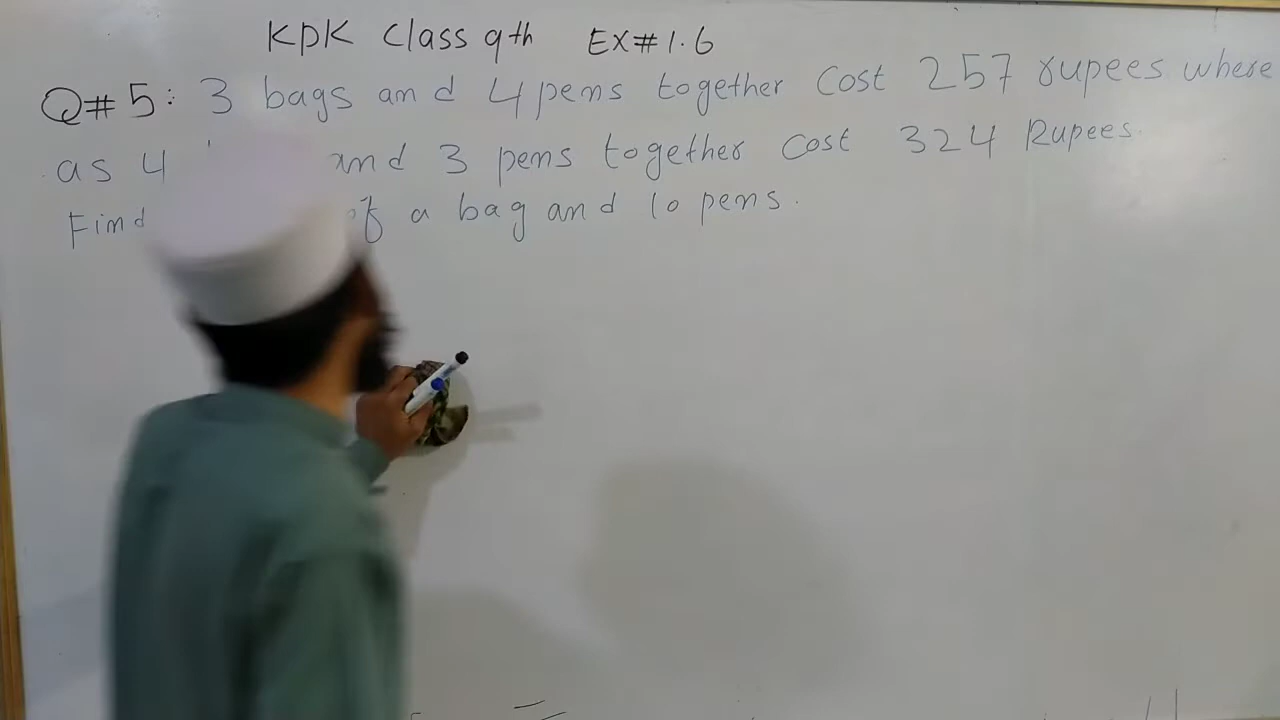 KPK Class 9th EX#1.6
Q#5: 3 bags and 4 pens together Cost 257 rupees where
as 4 and 3 pens together Cost 324 Rupees.
Find of a bag and 10 pens.